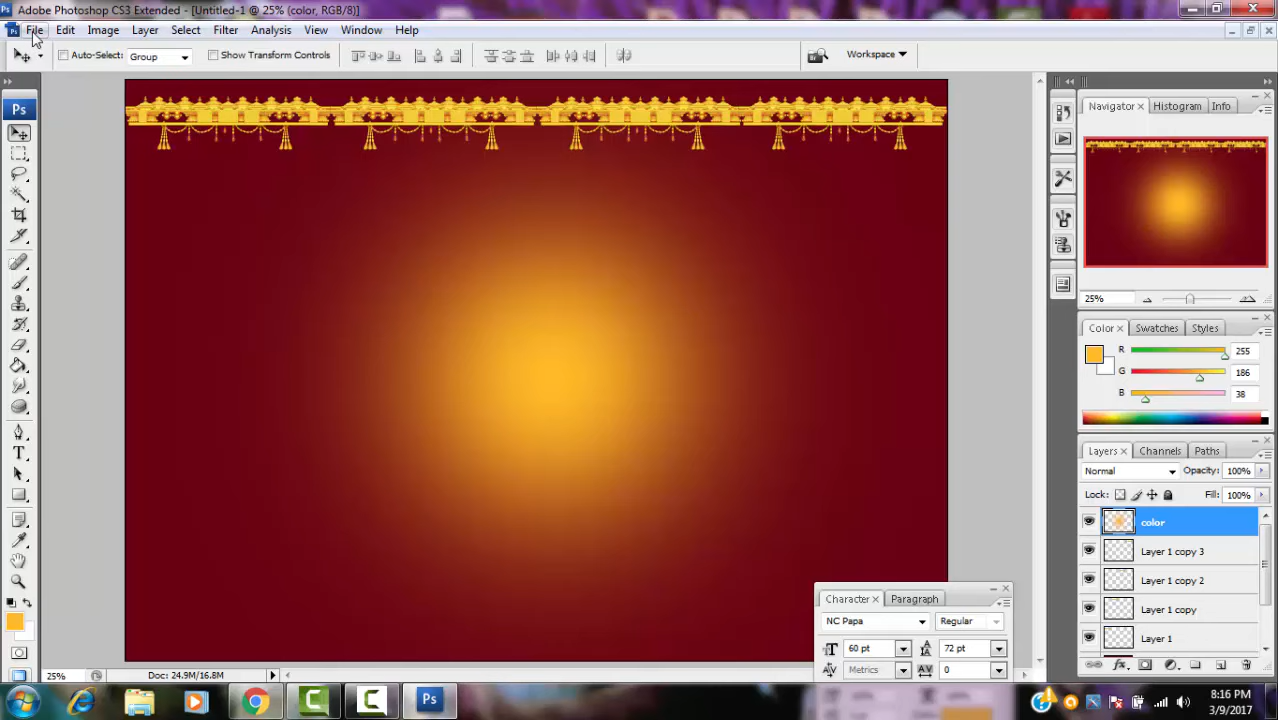 Adobe Photoshop CS3 Extended - [Untitled-1 @ 25% (color, RGB/8)]
File Edit Image Layer Select Filter Analysis View Window Help
Auto-Select: Group Show Transform Controls Workspace
Ps
Navigator Histogram Info
25%
Color Swatches Styles
R 255
G 186
B 38
Layers Channels Paths
Normal Opacity: 100%
Lock: Fill: 100%
color
Layer 1 copy 3
Layer 1 copy 2
Layer 1 copy
Layer 1
Character Paragraph
NC Papa Regular
60 pt 72 pt
Metrics 0
25% Doc: 24.9M/16.8M
8:16 PM
3/9/2017